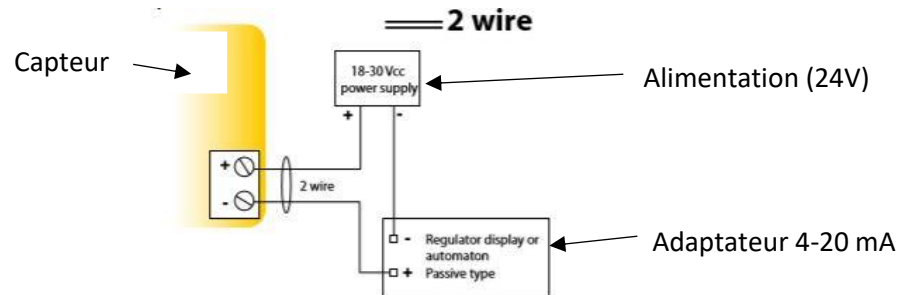 2 wire
Capteur
18-30 Vcc
power supply
Alimentation (24V)
+ -
+
2 wire
-
- Regulator display or
automaton
+ Passive type
Adaptateur 4-20 mA